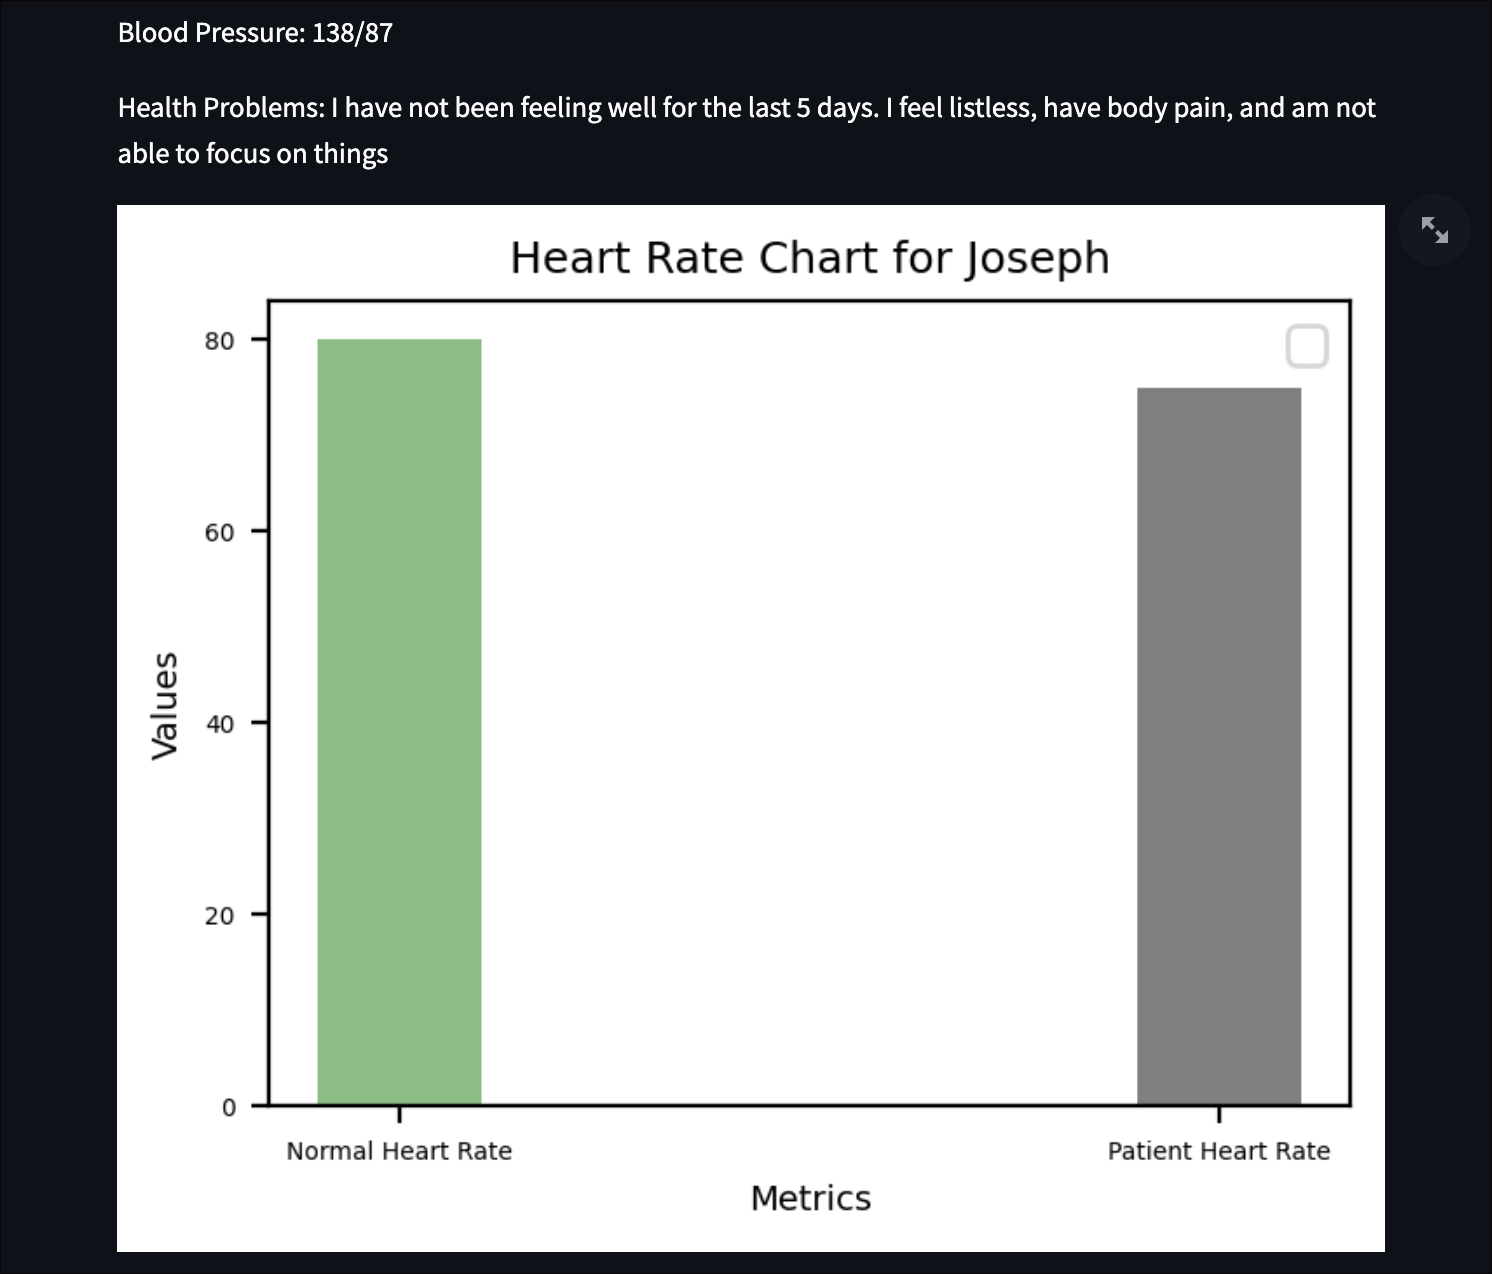 Blood Pressure: 138/87
Health Problems: I have not been feeling well for the last 5 days. I feel listless, have body pain, and am not
able to focus on things
Heart Rate Chart for Joseph
80
60
40
20
0
Values
Normal Heart Rate
Patient Heart Rate
Metrics